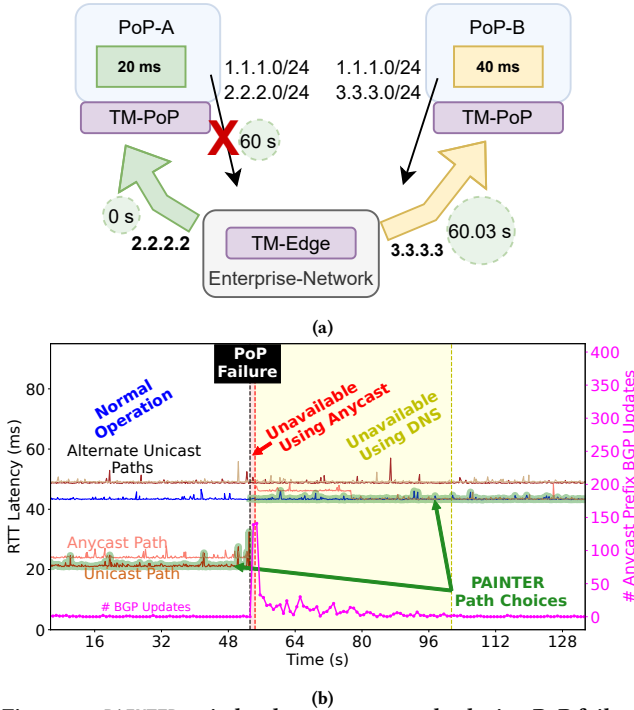 PoP-A
PoP-B
20 ms
40 ms
1.1.1.0/24
2.2.2.0/24
1.1.1.0/24
3.3.3.0/24
TM-PoP
TM-PoP
X
60 s
0 s
2.2.2.2
TM-Edge
Enterprise-Network
3.3.3.3
60.03 s
(a)
PoP
Failure
Normal
Operation
Unavailable
Using Anycast
Unavailable
Using DNS
Alternate Unicast
Paths
Anycast Path
Unicast Path
# BGP Updates
PAINTER
Path Choices
RTT Latency (ms)
80
60
40
20
0
400
350
300
250
200
150
100
50
0
# Anycast Prefix BGP Updates
16
32
48
64
80
96
112
128
Time (s)
(b)